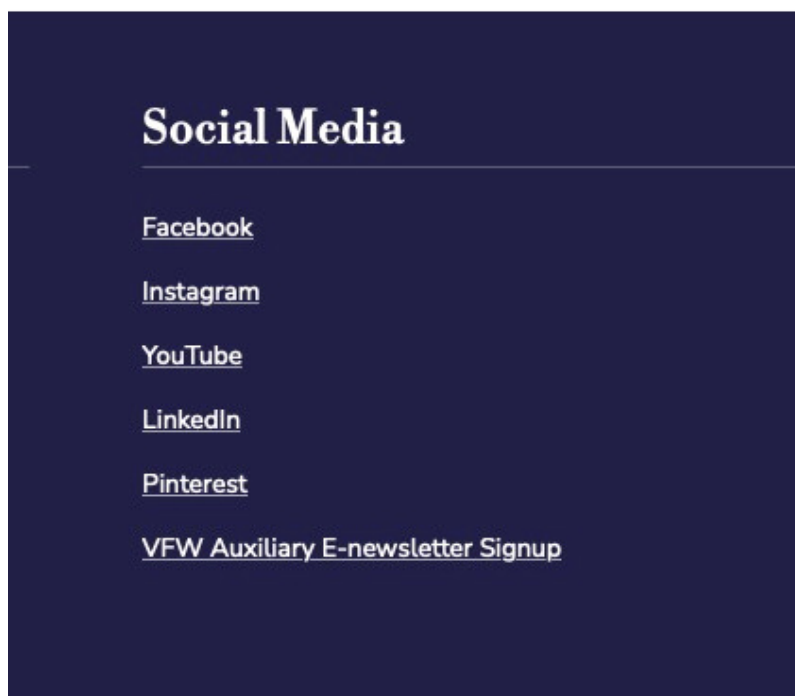 Social Media
Facebook
Instagram
YouTube
LinkedIn
Pinterest
VFW Auxiliary E-newsletter Signup